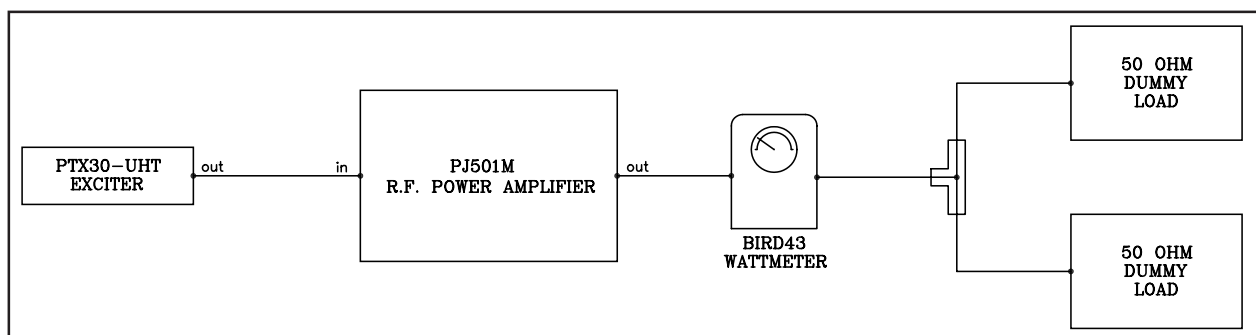 PTX30-UHT
EXCITER
out
in
PJ501M
R.F. POWER AMPLIFIER
out
BIRD43
WATTMETER
50 OHM
DUMMY
LOAD
50 OHM
DUMMY
LOAD